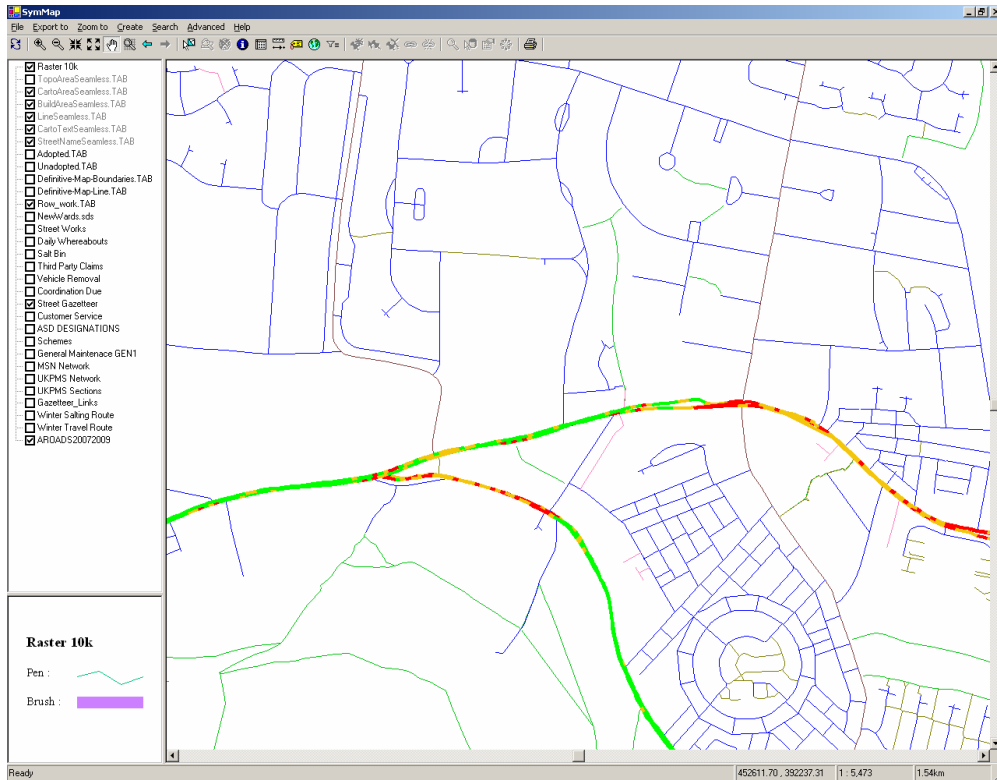 SymMap
File Export to Zoom to Create Search Advanced Help
Raster 10k
TopoAreaSeamless.TAB
CartoAreaSeamless.TAB
BuildAreaSeamless.TAB
LineSeamless.TAB
CartoTextSeamless.TAB
StreetNameSeamless.TAB
Adopted.TAB
Unadopted.TAB
Definitive-Map-Boundaries.TAB
Definitive-Map-Line.TAB
Row_work.TAB
NewWards.sds
Street Works
Daily Whereabouts
Salt Bin
Third Party Claims
Vehicle Removal
Coordination Due
Street Gazetteer
Customer Service
ASD DESIGNATIONS
Schemes
General Maintenace GEN1
MSN Network
UKPMS Network
UKPMS Sections
Gazetteer_Links
Winter Salting Route
Winter Travel Route
AROADS20072009
Raster 10k
Pen :
Brush :
Ready 452611.70 , 392237.31 1 : 5,473 1.54km